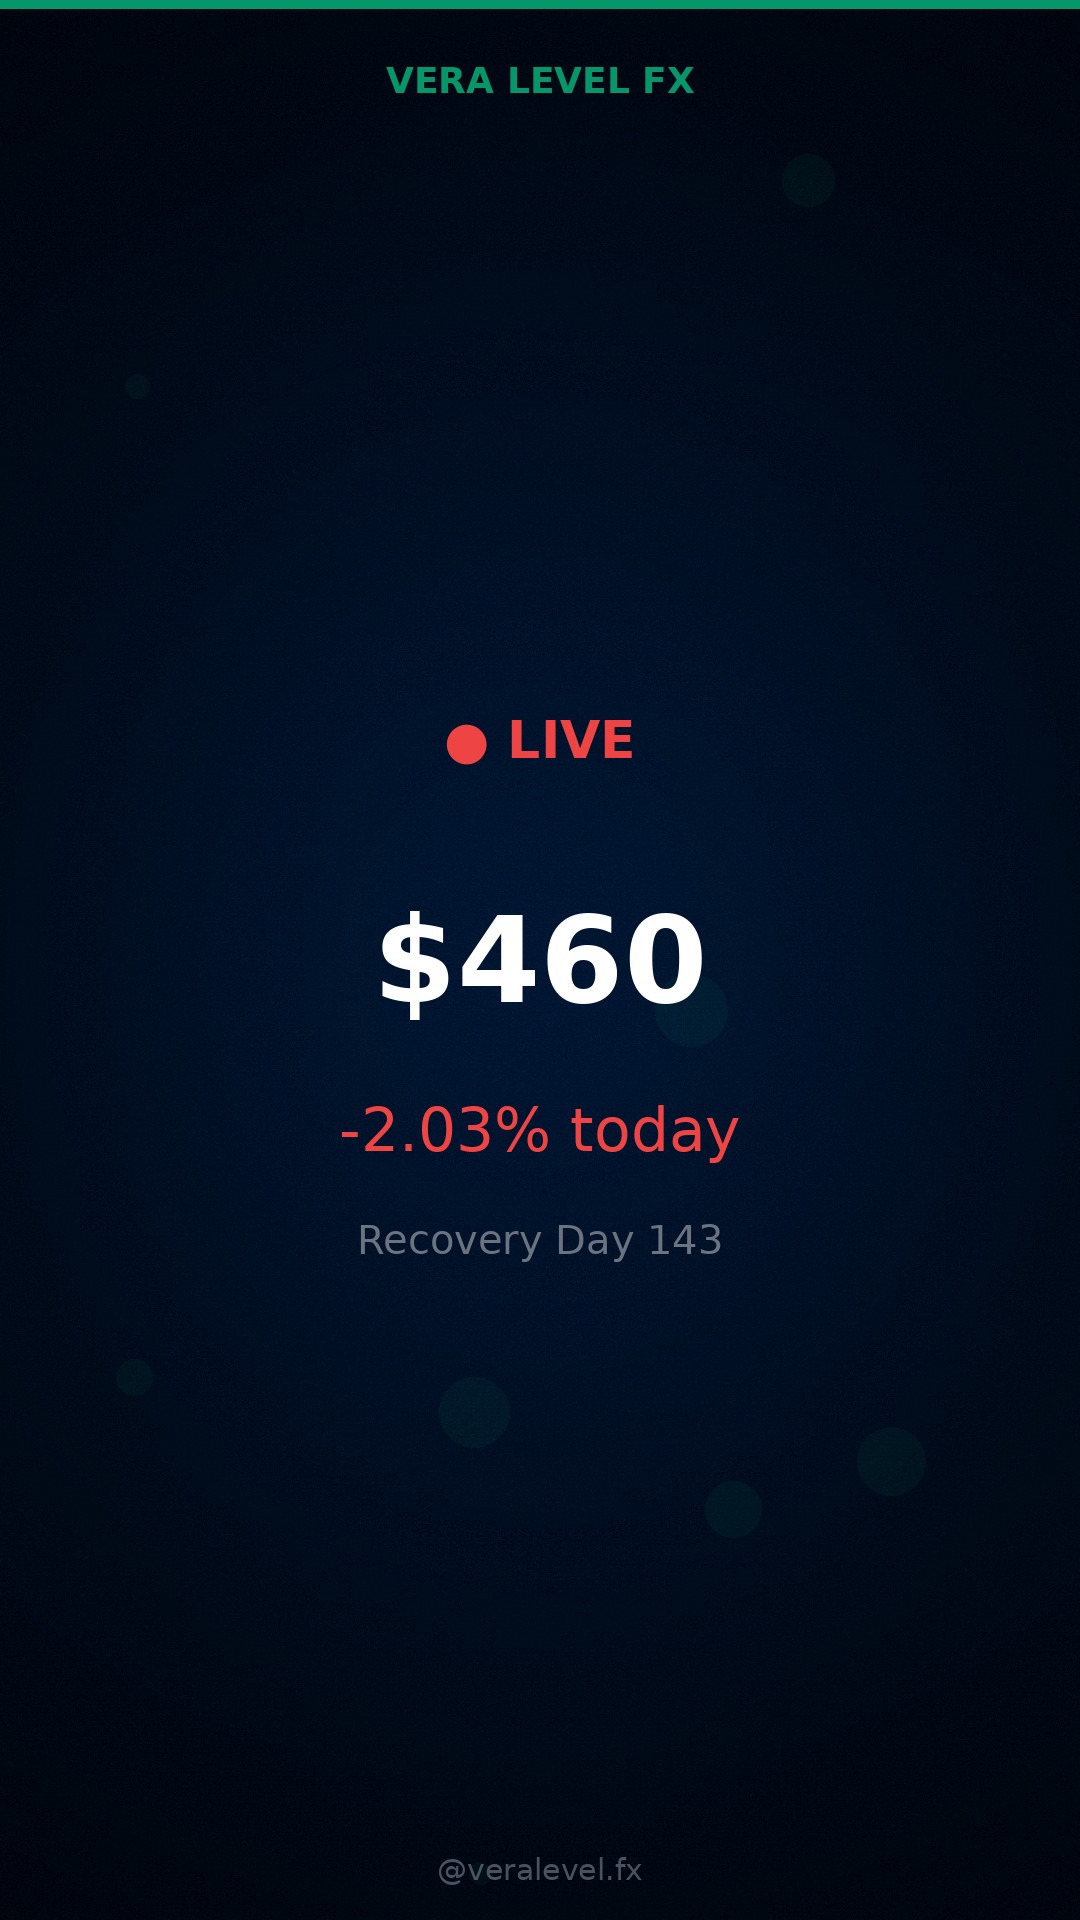 VERA LEVEL FX
● LIVE
$460
-2.03% today
Recovery Day 143
@veralevel.fx